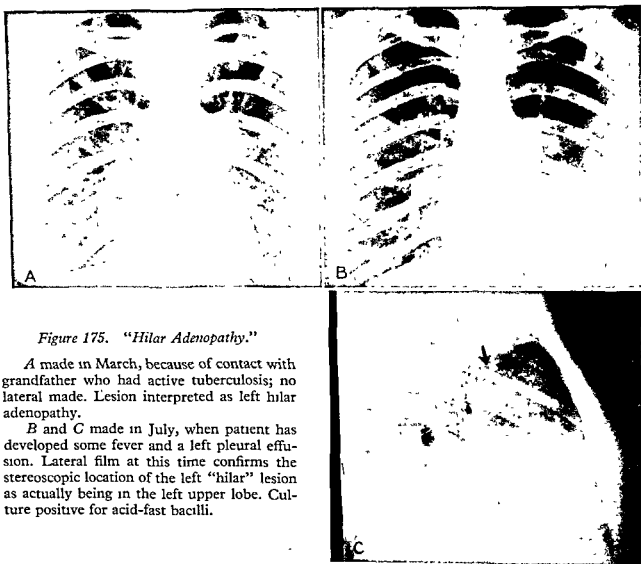 A
B
Figure 175. "Hilar Adenopathy."
A made in March, because of contact with
grandfather who had active tuberculosis; no
lateral made. Lesion interpreted as left hilar
adenopathy.
B and C made in July, when patient has
developed some fever and a left pleural effu-
sion. Lateral film at this time confirms the
stereoscopic location of the left "hilar" lesion
as actually being in the left upper lobe. Cul-
ture positive for acid-fast bacilli.
C